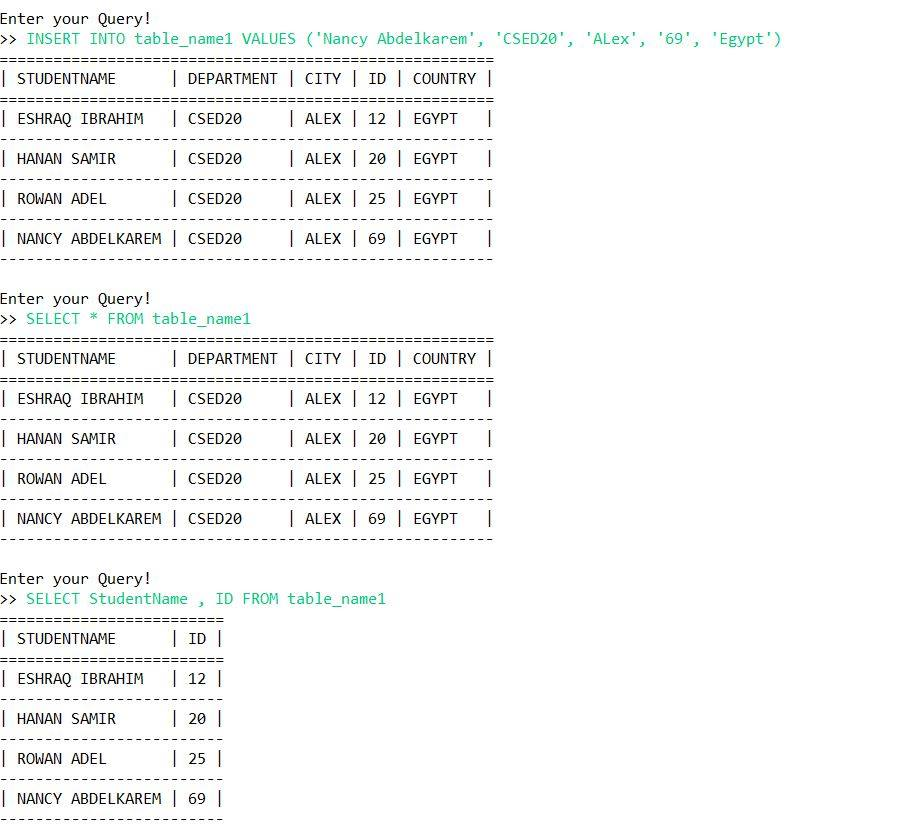 Enter your Query!
>> INSERT INTO table_name1 VALUES ('Nancy Abdelkarem', 'CSED20', 'ALex', '69', 'Egypt')
=======================================================
| STUDENTNAME      | DEPARTMENT | CITY | ID | COUNTRY |
=======================================================
| ESHRAQ IBRAHIM   | CSED20     | ALEX | 12 | EGYPT   |
-------------------------------------------------------
| HANAN SAMIR      | CSED20     | ALEX | 20 | EGYPT   |
-------------------------------------------------------
| ROWAN ADEL       | CSED20     | ALEX | 25 | EGYPT   |
-------------------------------------------------------
| NANCY ABDELKAREM | CSED20     | ALEX | 69 | EGYPT   |
-------------------------------------------------------
Enter your Query!
>> SELECT * FROM table_name1
=======================================================
| STUDENTNAME      | DEPARTMENT | CITY | ID | COUNTRY |
=======================================================
| ESHRAQ IBRAHIM   | CSED20     | ALEX | 12 | EGYPT   |
-------------------------------------------------------
| HANAN SAMIR      | CSED20     | ALEX | 20 | EGYPT   |
-------------------------------------------------------
| ROWAN ADEL       | CSED20     | ALEX | 25 | EGYPT   |
-------------------------------------------------------
| NANCY ABDELKAREM | CSED20     | ALEX | 69 | EGYPT   |
-------------------------------------------------------
Enter your Query!
>> SELECT StudentName , ID FROM table_name1
=========================
| STUDENTNAME      | ID |
=========================
| ESHRAQ IBRAHIM   | 12 |
-------------------------
| HANAN SAMIR      | 20 |
-------------------------
| ROWAN ADEL       | 25 |
-------------------------
| NANCY ABDELKAREM | 69 |
-------------------------